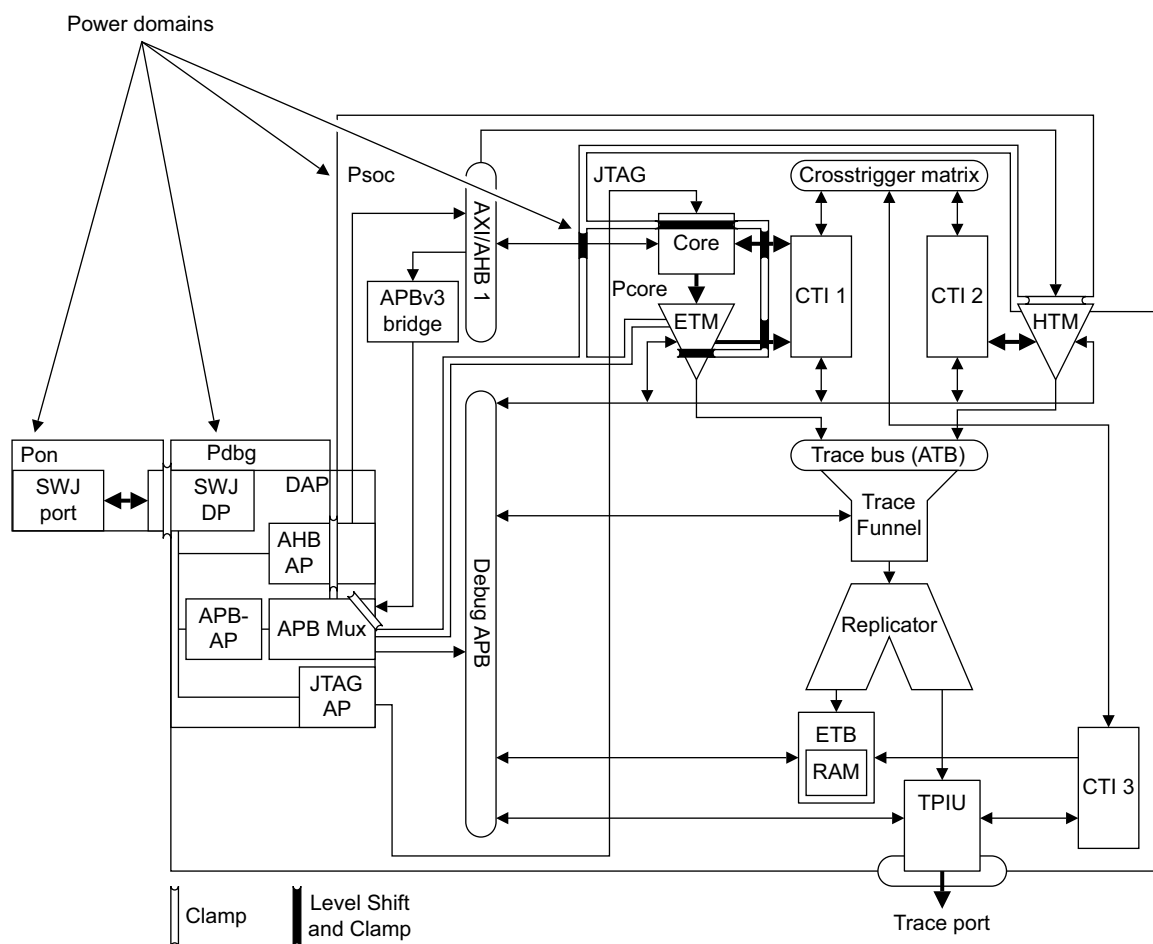 Power domains
Psoc
AXI/AHB 1
JTAG
Crosstrigger matrix
Core
CTI 1
CTI 2
APBv3
bridge
Pcore
ETM
HTM
Pon
Pdbg
Trace bus (ATB)
SWJ
port
SWJ
DP
DAP
Trace
Funnel
AHB
AP
Debug APB
APB-
AP
APB Mux
Replicator
JTAG
AP
ETB
RAM
TPIU
CTI 3
Clamp
Level Shift
and Clamp
Trace port